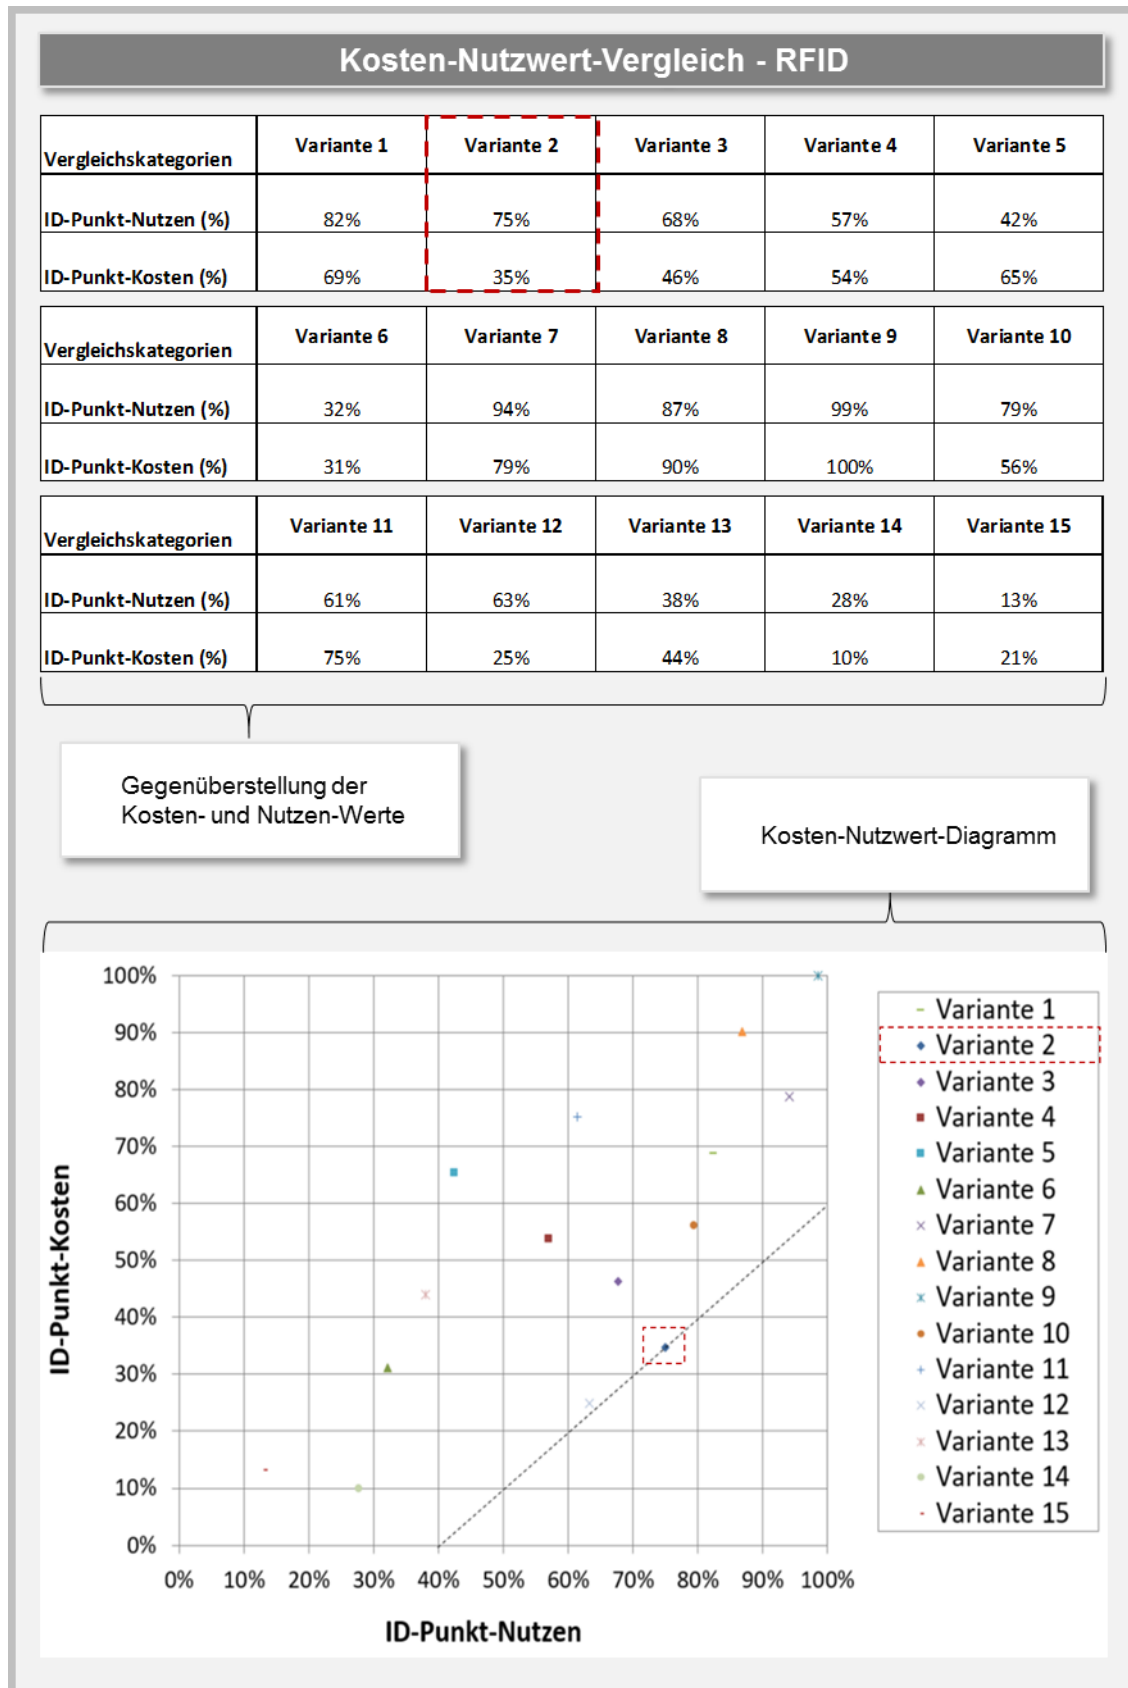 Kosten-Nutzwert-Vergleich - RFID
Vergleichskategorien Variante 1 Variante 2 Variante 3 Variante 4 Variante 5
ID-Punkt-Nutzen (%) 82% 75% 68% 57% 42%
ID-Punkt-Kosten (%) 69% 35% 46% 54% 65%
Vergleichskategorien Variante 6 Variante 7 Variante 8 Variante 9 Variante 10
ID-Punkt-Nutzen (%) 32% 94% 87% 99% 79%
ID-Punkt-Kosten (%) 31% 79% 90% 100% 56%
Vergleichskategorien Variante 11 Variante 12 Variante 13 Variante 14 Variante 15
ID-Punkt-Nutzen (%) 61% 63% 38% 28% 13%
ID-Punkt-Kosten (%) 75% 25% 44% 10% 21%
Gegenüberstellung der
Kosten- und Nutzen-Werte
Kosten-Nutzwert-Diagramm
ID-Punkt-Kosten
100%
90%
80%
70%
60%
50%
40%
30%
20%
10%
0%
0% 10% 20% 30% 40% 50% 60% 70% 80% 90% 100%
ID-Punkt-Nutzen
Variante 1
Variante 2
Variante 3
Variante 4
Variante 5
Variante 6
Variante 7
Variante 8
Variante 9
Variante 10
Variante 11
Variante 12
Variante 13
Variante 14
Variante 15